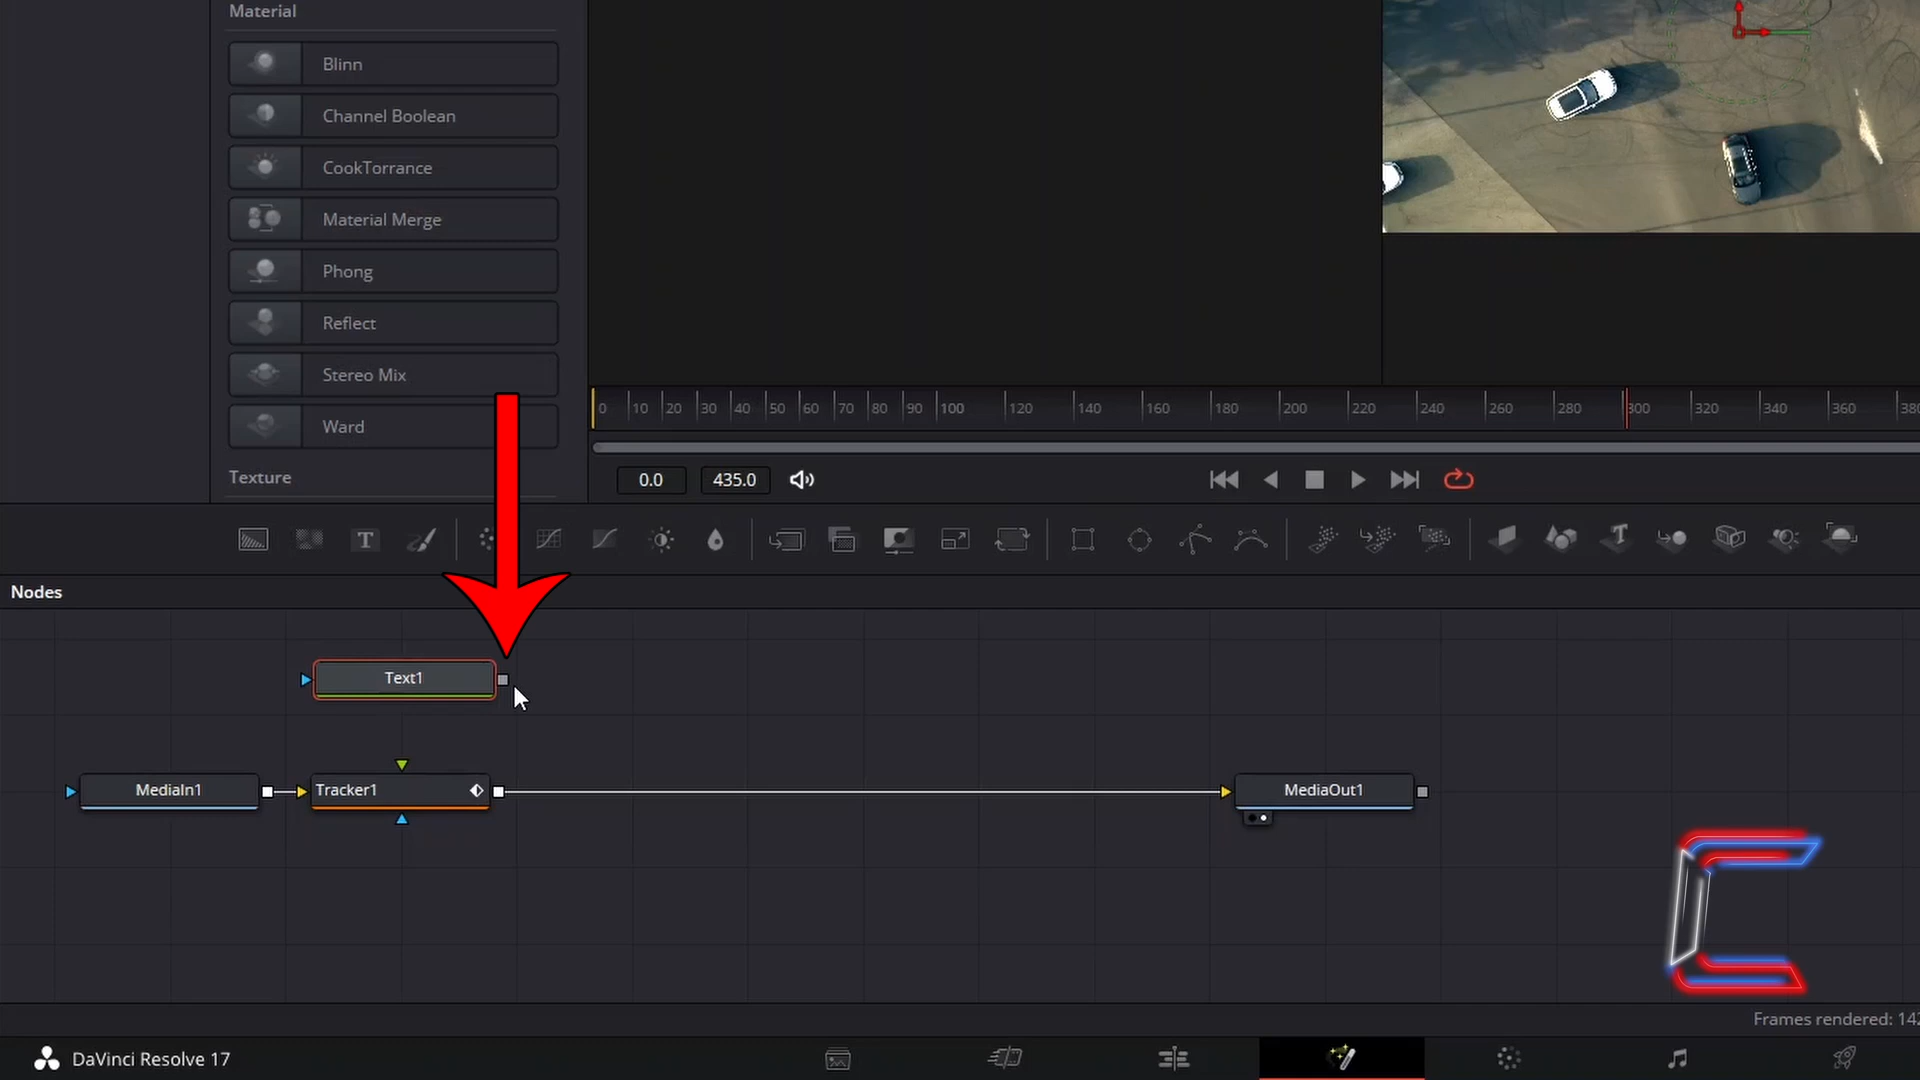 Material
Blinn
Channel Boolean
CookTorrance
Material Merge
Phong
Reflect
Stereo Mix
Ward
Texture
0 10 20 30 40 50 60 70 80 90 100 120 140 160 180 200 220 240 260 280 300 320 340 360 380
0.0 435.0
T
Nodes
Text1
MediaIn1 Tracker1 MediaOut1
Frames rendered: 142
DaVinci Resolve 17